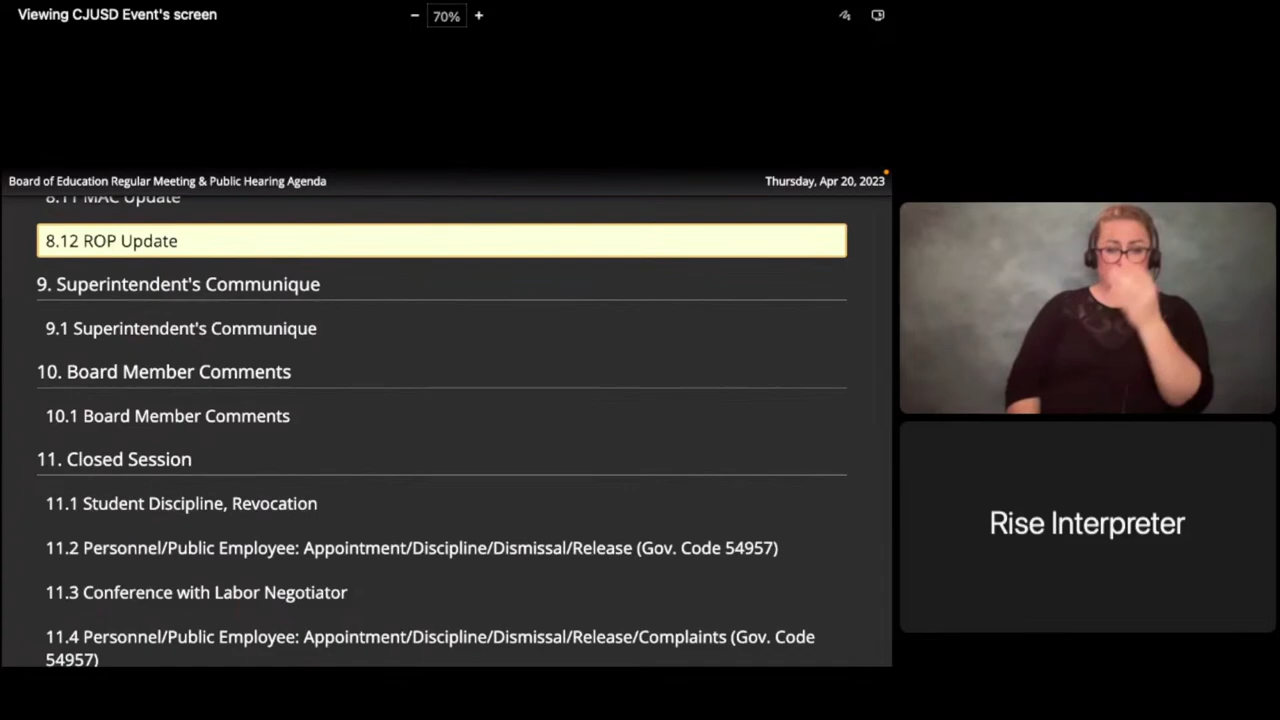 Viewing CJUSD Event's screen
70%
Board of Education Regular Meeting & Public Hearing Agenda
Thursday, Apr 20, 2023
8.11 MAC Update
8.12 ROP Update
9. Superintendent's Communique
9.1 Superintendent's Communique
10. Board Member Comments
10.1 Board Member Comments
11. Closed Session
11.1 Student Discipline, Revocation
11.2 Personnel/Public Employee: Appointment/Discipline/Dismissal/Release (Gov. Code 54957)
11.3 Conference with Labor Negotiator
11.4 Personnel/Public Employee: Appointment/Discipline/Dismissal/Release/Complaints (Gov. Code
54957)
Rise Interpreter